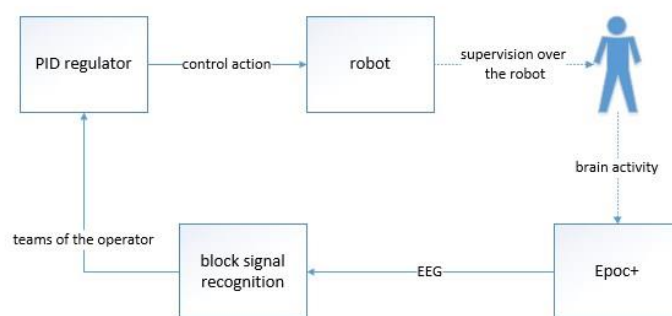 PID regulator
control action
robot
supervision over
the robot
brain activity
teams of the operator
block signal
recognition
EEG
Epoc+